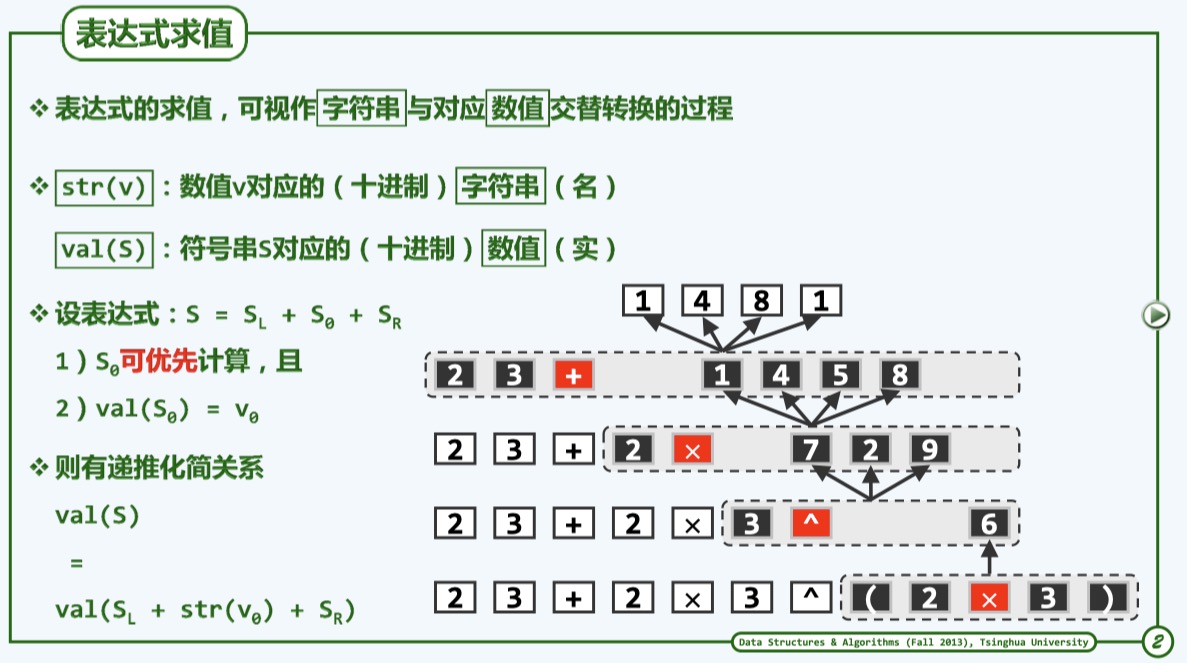 表达式求值
❖ 表达式的求值，可视作字符串与对应数值交替转换的过程
❖ str(v)：数值v对应的（十进制）字符串（名）
val(S)：符号串S对应的（十进制）数值（实）
❖ 设表达式：S = S_L + S_0 + S_R
1）S_0可优先计算，且
2）val(S_0) = v_0
❖ 则有递推化简关系
val(S)
=
val(S_L + str(v_0) + S_R)
1 4 8 1
2 3 + 1 4 5 8
2 3 + 2 × 7 2 9
2 3 + 2 × 3 ^ 6
2 3 + 2 × 3 ^ ( 2 × 3 )
Data Structures & Algorithms (Fall 2013), Tsinghua University
2